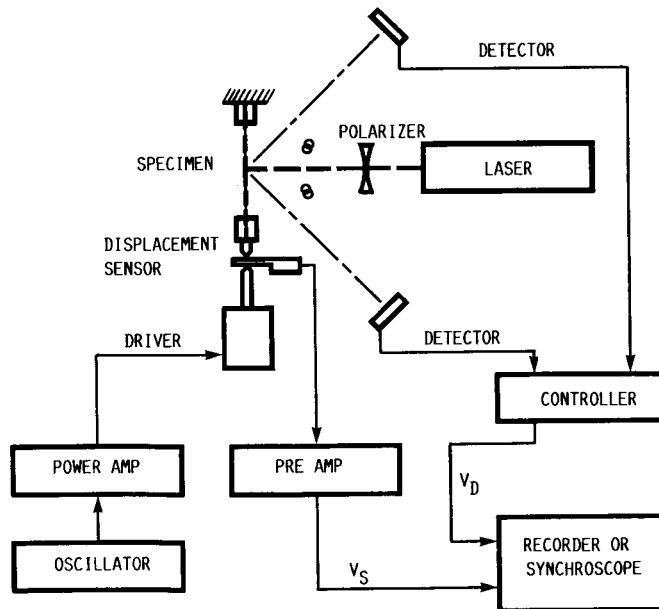 DETECTOR
POLARIZER
SPECIMEN
LASER
DISPLACEMENT
SENSOR
DRIVER
DETECTOR
CONTROLLER
POWER AMP
PRE AMP
V_D
OSCILLATOR
V_S
RECORDER OR
SYNCHROSCOPE